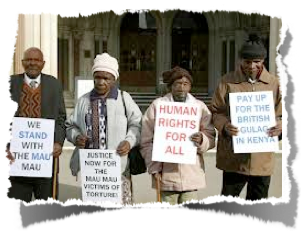 WE
STAND
WITH THE
MAU
MAU
JUSTICE
NOW FOR
THE
MAU MAU
VICTIMS OF
TORTURE!
HUMAN
RIGHTS
FOR
ALL
PAY UP
FOR THE
BRITISH
GULAG
IN KENYA